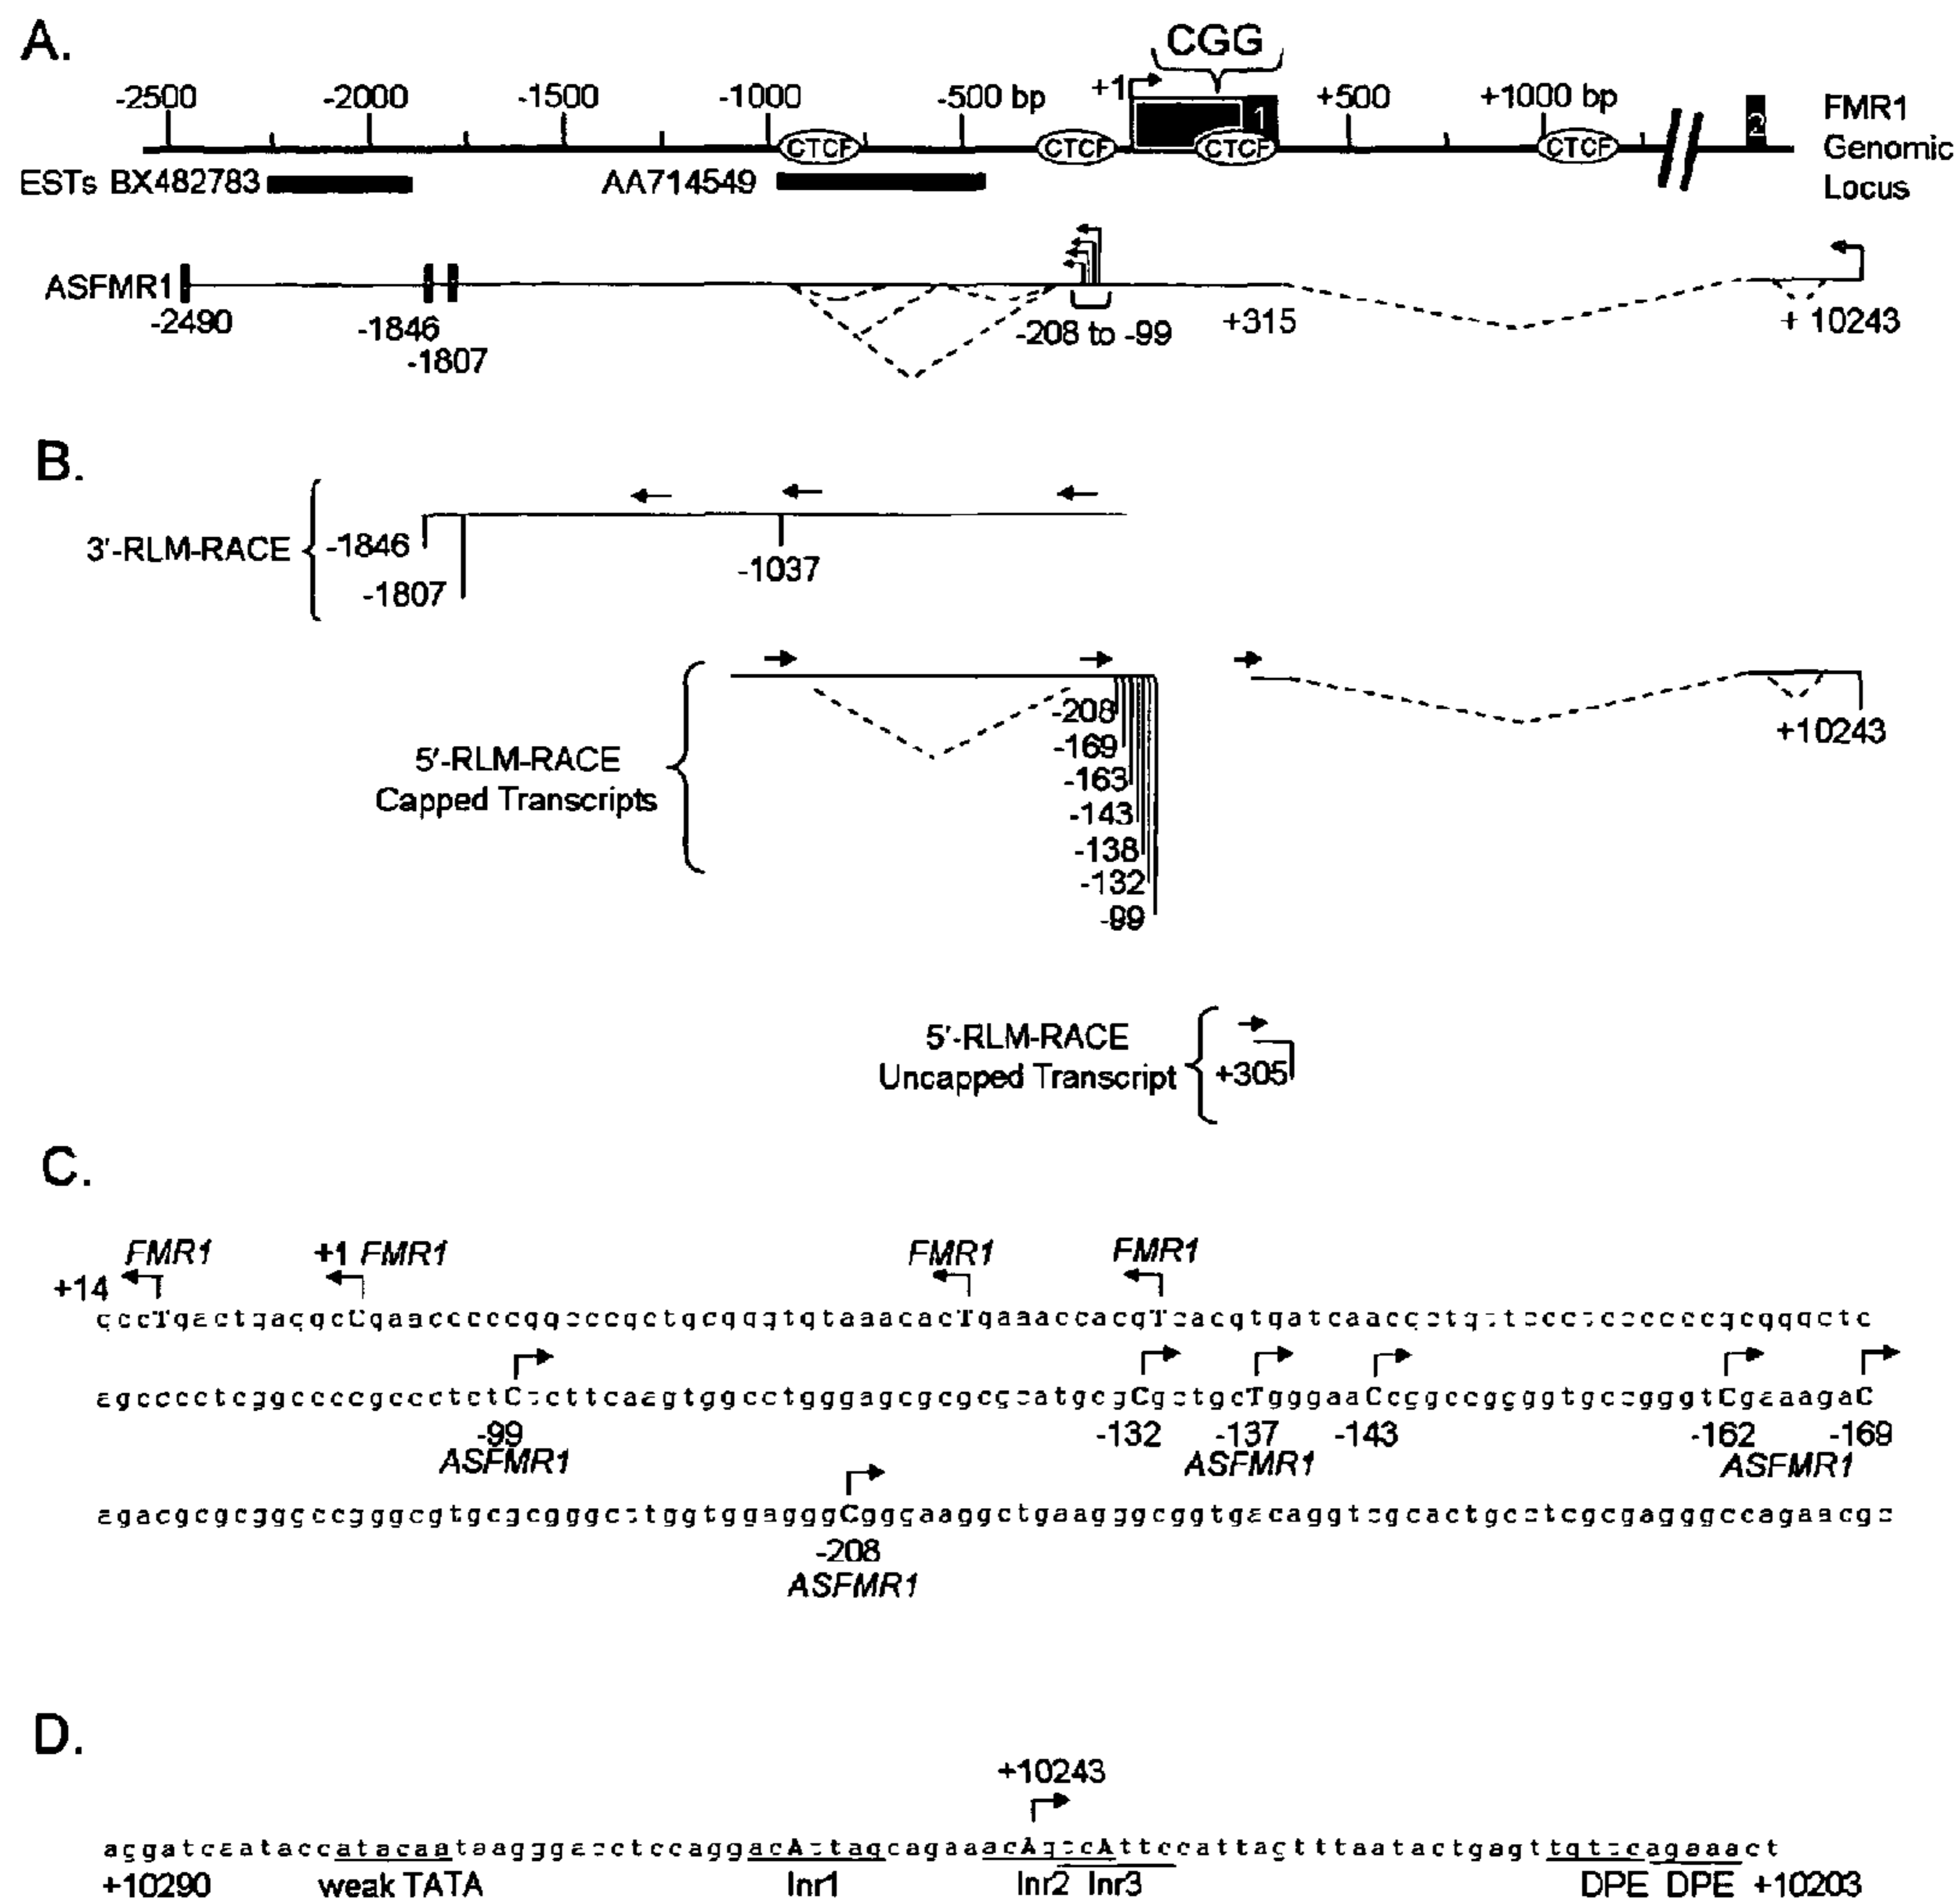 A.
CGG
-2500 -2000 -1500 -1000 -500 bp +1 +500 +1000 bp
1 2
FMR1
Genomic
Locus
CTCF CTCF CTCF CTCF
ESTs BX482783 AA714549
ASFMR1
-2490 -1846 -208 to -99 +315 + 10243
-1807
B.
3'-RLM-RACE -1846
-1037
-1807
-208
+10243
-169
5'-RLM-RACE
-163
Capped Transcripts
-143
-138
-132
-99
5'-RLM-RACE
Uncapped Transcript
+305
C.
FMR1 +1 FMR1 FMR1 FMR1
+14
-99 -132 -137 -143 -162 -169
ASFMR1 ASFMR1 ASFMR1
-208
ASFMR1
D.
+10243
+10290 weak TATA Inr1 Inr2 Inr3 DPE DPE +10203